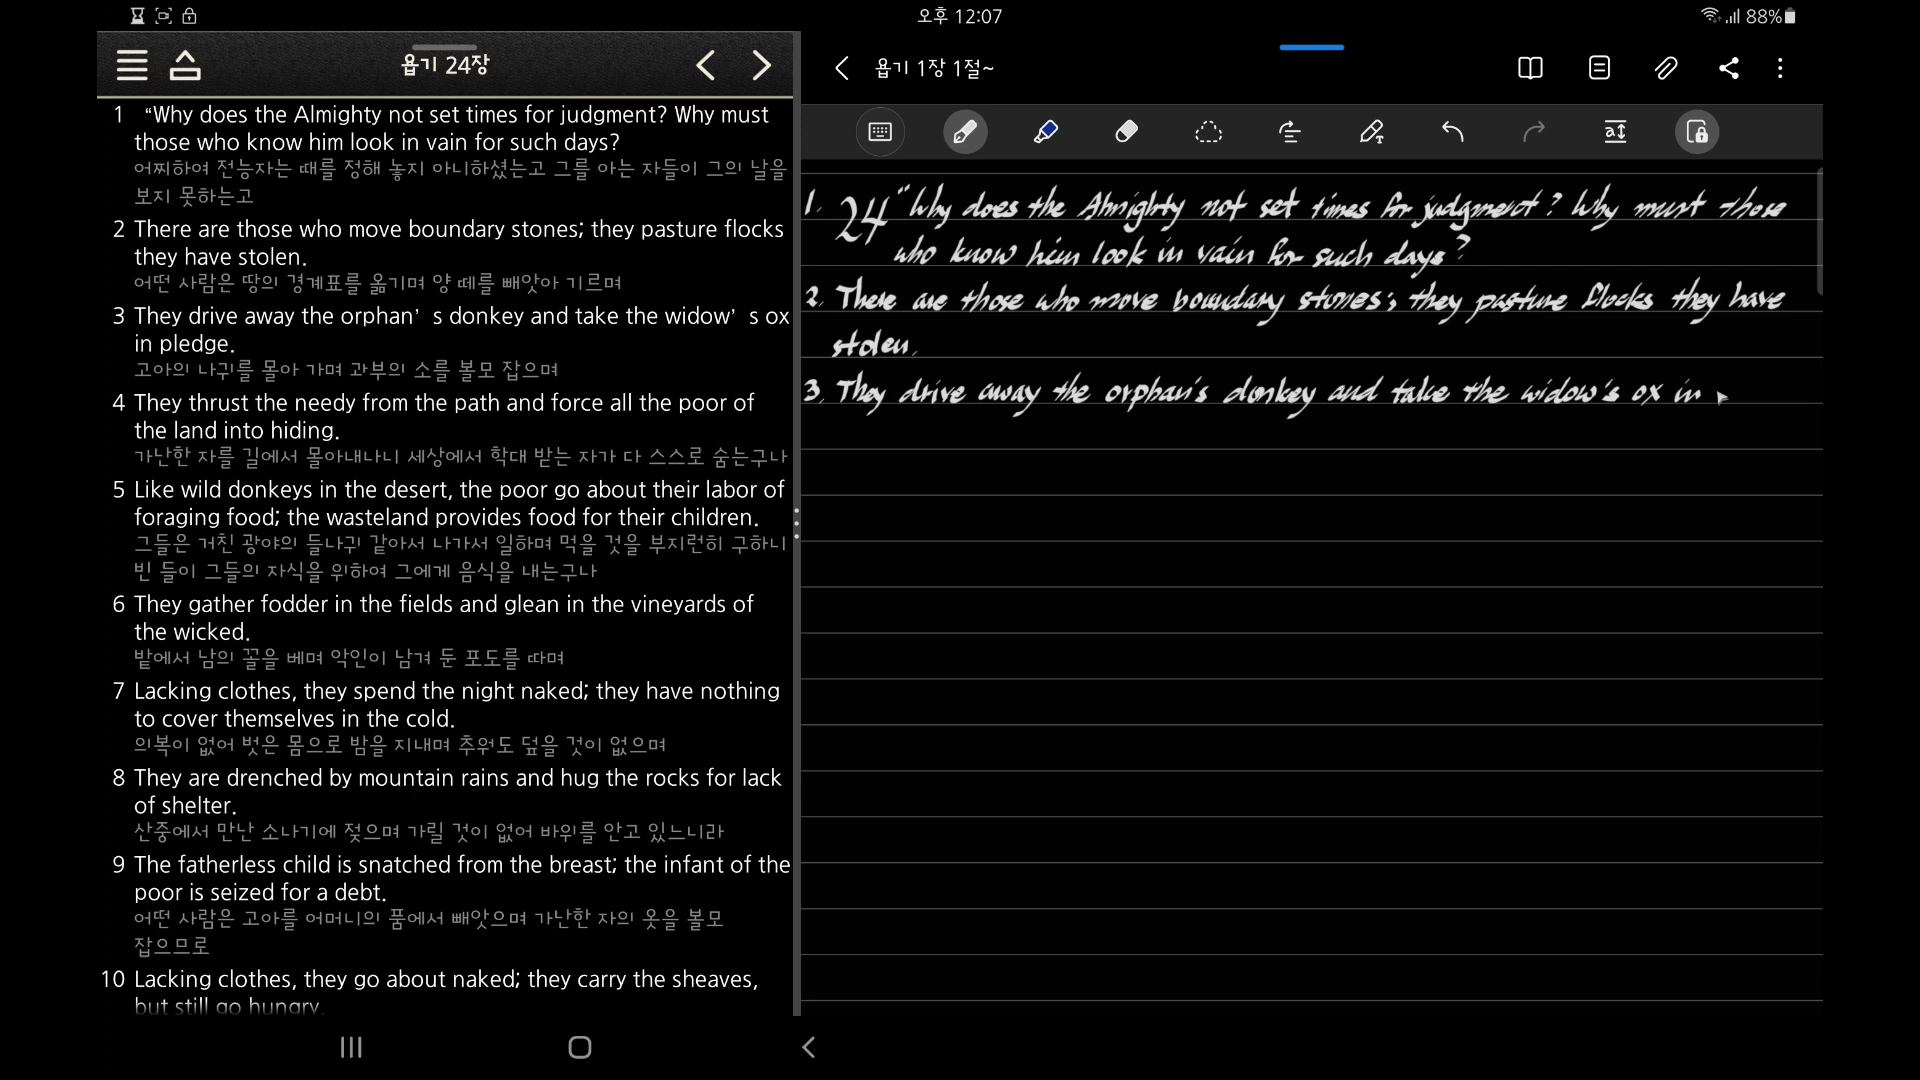 오후 12:07
88%
욥기 24장
1 “Why does the Almighty not set times for judgment? Why must
those who know him look in vain for such days?
어찌하여 전능자는 때를 정해 놓지 아니하셨는고 그를 아는 자들이 그의 날을
보지 못하는고
2 There are those who move boundary stones; they pasture flocks
they have stolen.
어떤 사람은 땅의 경계표를 옮기며 양 떼를 빼앗아 기르며
3 They drive away the orphan’s donkey and take the widow’s ox
in pledge.
고아의 나귀를 몰아 가며 과부의 소를 볼모 잡으며
4 They thrust the needy from the path and force all the poor of
the land into hiding.
가난한 자를 길에서 몰아내나니 세상에서 학대 받는 자가 다 스스로 숨는구나
5 Like wild donkeys in the desert, the poor go about their labor of
foraging food; the wasteland provides food for their children.
그들은 거친 광야의 들나귀 같아서 나가서 일하며 먹을 것을 부지런히 구하니
빈 들이 그들의 자식을 위하여 그에게 음식을 내는구나
6 They gather fodder in the fields and glean in the vineyards of
the wicked.
밭에서 남의 꼴을 베며 악인이 남겨 둔 포도를 따며
7 Lacking clothes, they spend the night naked; they have nothing
to cover themselves in the cold.
의복이 없어 벗은 몸으로 밤을 지내며 추워도 덮을 것이 없으며
8 They are drenched by mountain rains and hug the rocks for lack
of shelter.
산중에서 만난 소나기에 젖으며 가릴 것이 없어 바위를 안고 있느니라
9 The fatherless child is snatched from the breast; the infant of the
poor is seized for a debt.
어떤 사람은 고아를 어머니의 품에서 빼앗으며 가난한 자의 옷을 볼모
잡으므로
10 Lacking clothes, they go about naked; they carry the sheaves,
but still go hungry.
욥기 1장 1절~
1. 24 “Why does the Almighty not set times for judgment? Why must those
who know him look in vain for such days?
2. There are those who move boundary stones; they pasture flocks they have
stolen.
3. They drive away the orphan's donkey and take the widow's ox in